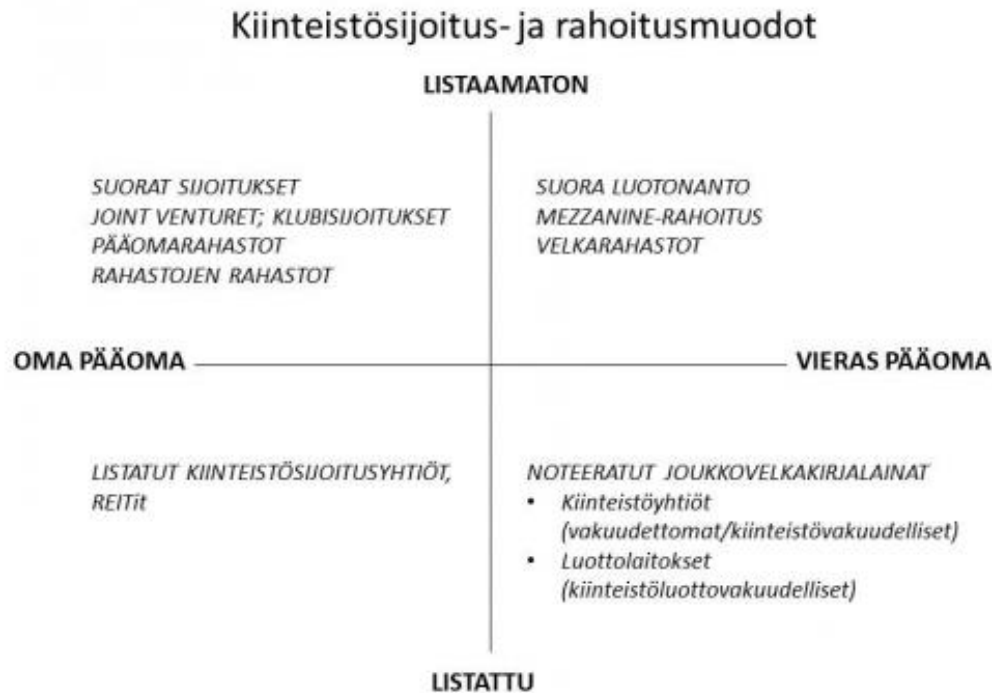 Kiinteistösijoitus- ja rahoitusmuodot
LISTAAMATON
SUORAT SIJOITUKSET
JOINT VENTURET; KLUBISIJOITUKSET
PÄÄOMARAHASTOT
RAHASTOJEN RAHASTOT
SUORA LUOTONANTO
MEZZANINE-RAHOITUS
VELKARAHASTOT
OMA PÄÄOMA
VIERAS PÄÄOMA
LISTATUT KIINTEISTÖSIJOITUSYHTIÖT,
REITit
NOTEERATUT JOUKKOVELKAKIRJALAINAT
• Kiinteistöyhtiöt
(vakuudettomat/kiinteistövakuudelliset)
• Luottolaitokset
(kiinteistöluottovakuudelliset)
LISTATTU